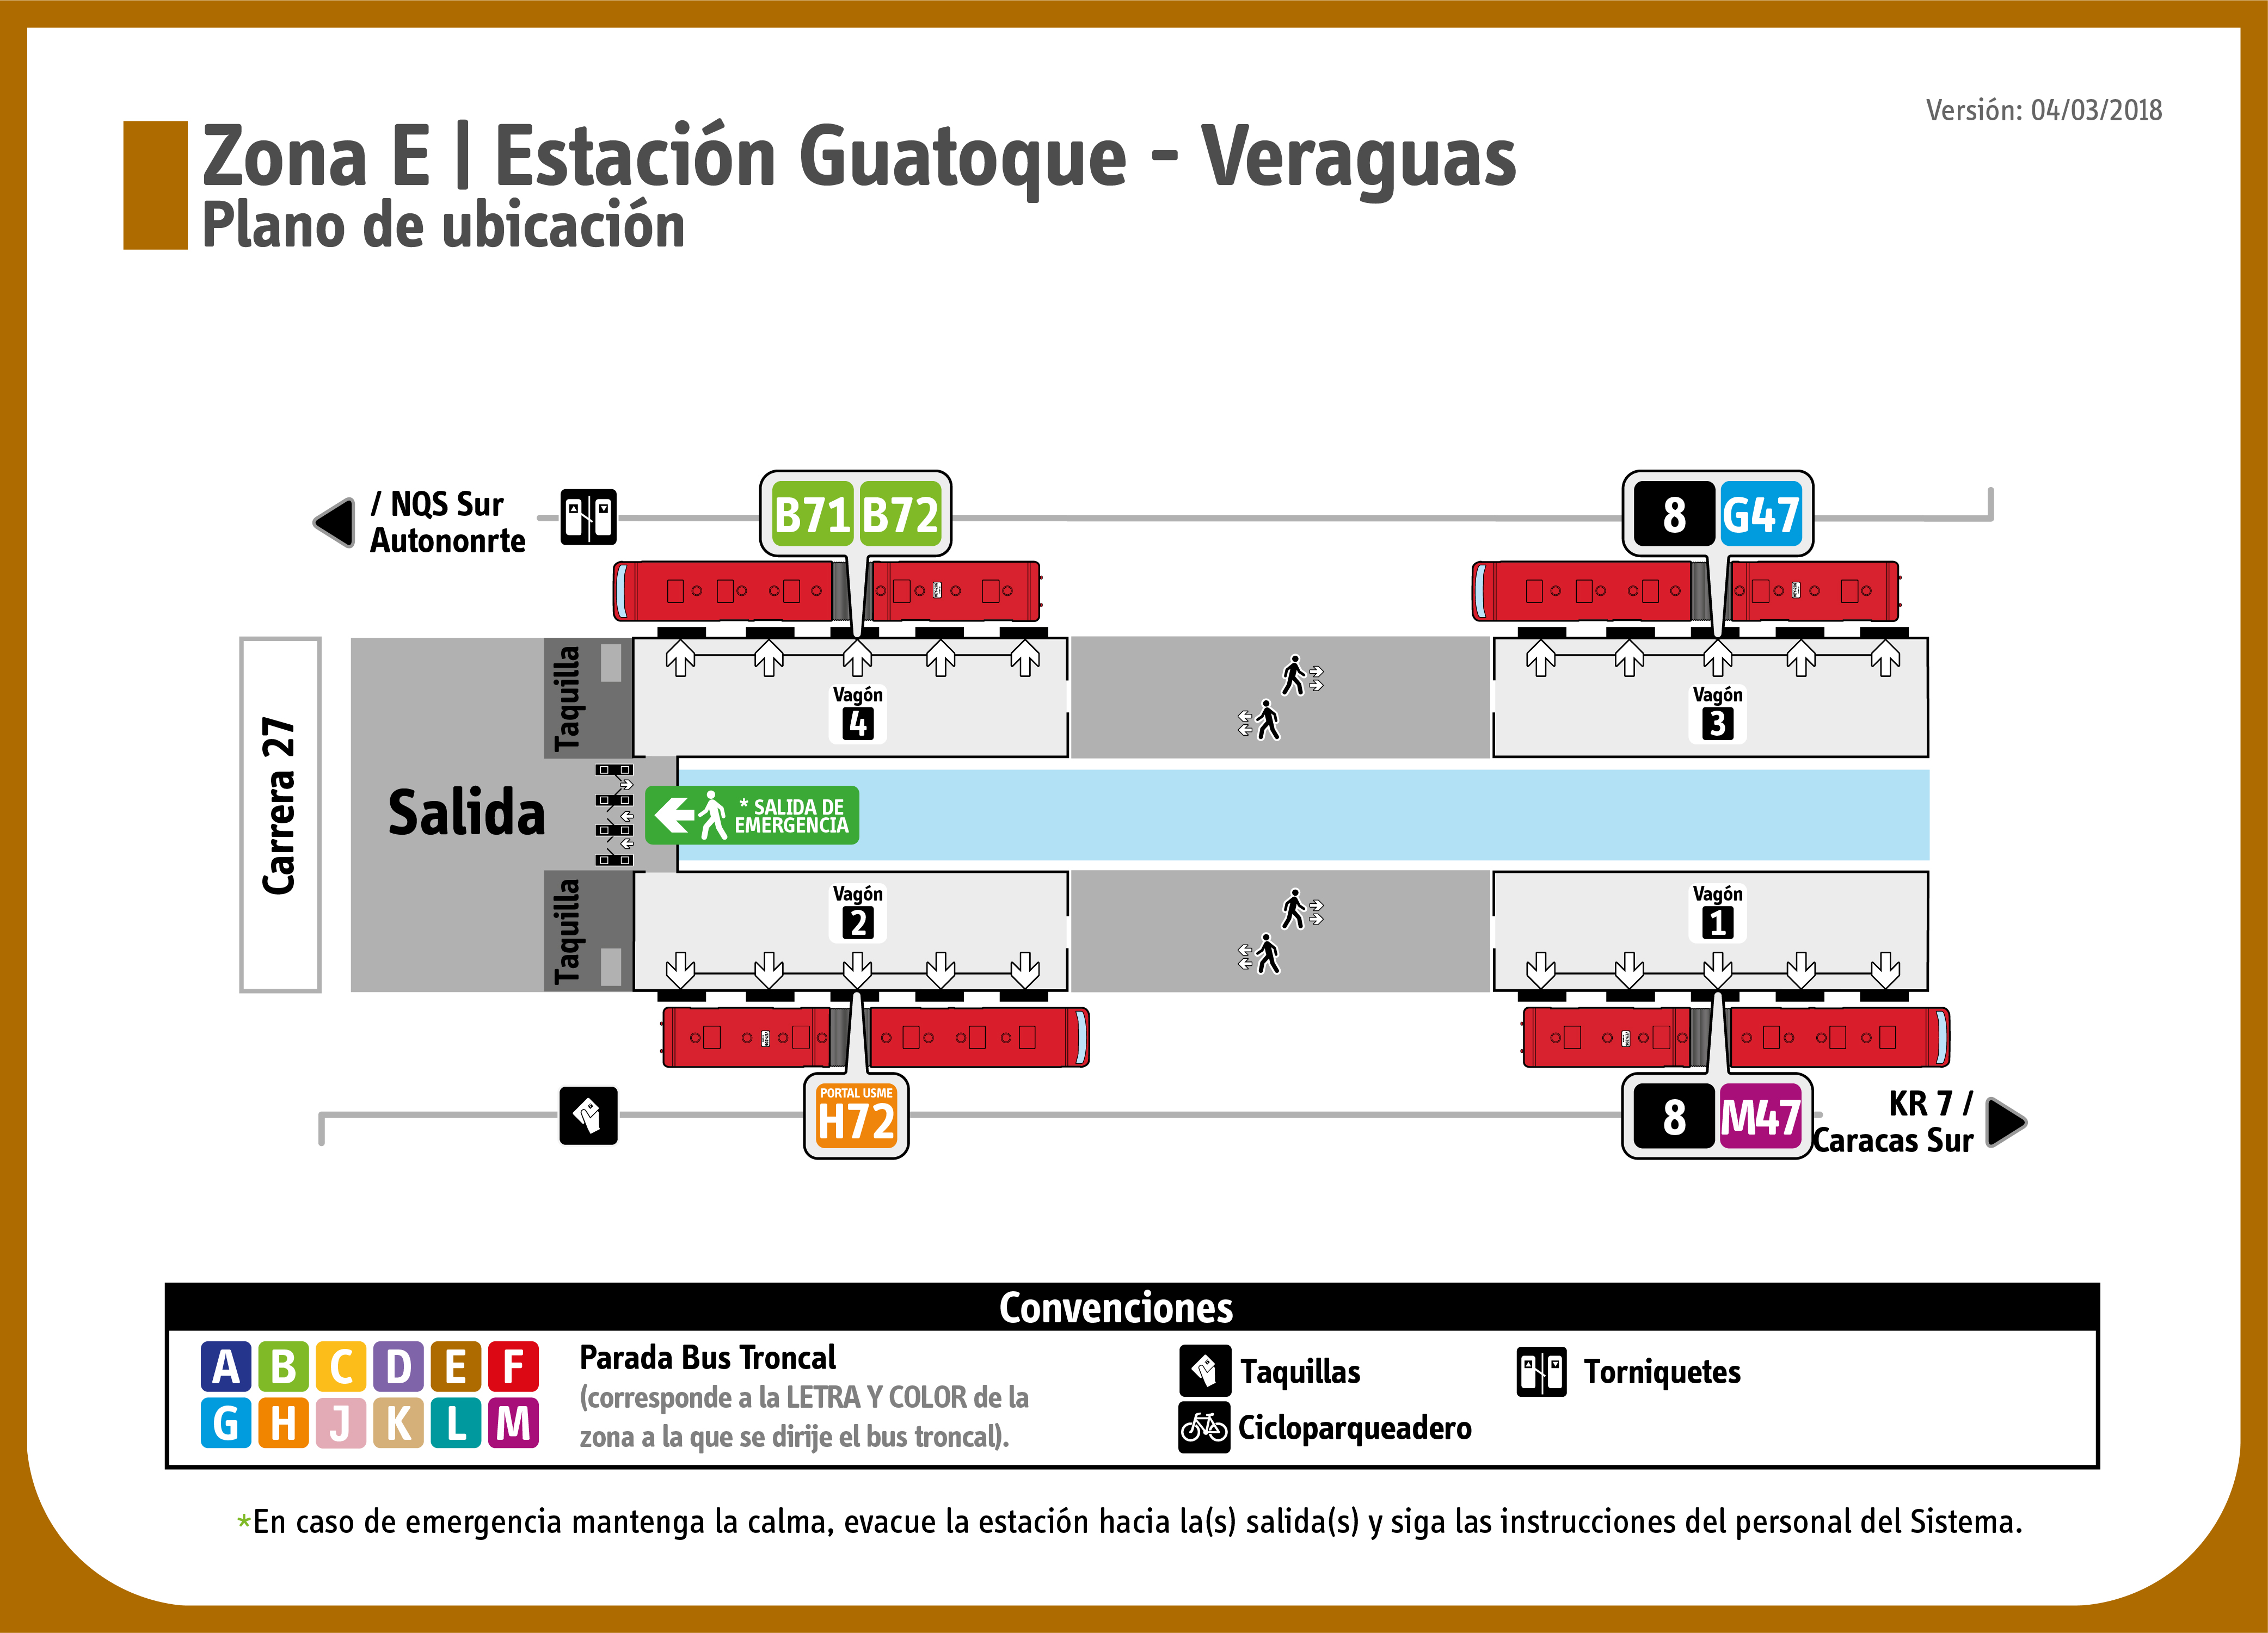 Versión: 04/03/2018
Zona E | Estación Guatoque - Veraguas
Plano de ubicación
/ NQS Sur
Autononrte
B71 B72
8 G47
Carrera 27
Salida
Taquilla
Vagón
4
Vagón
3
* SALIDA DE
EMERGENCIA
Taquilla
Vagón
2
Vagón
1
PORTAL USME
H72
8 M47
KR 7 /
Caracas Sur
Convenciones
A B C D E F
G H J K L M
Parada Bus Troncal
(corresponde a la LETRA Y COLOR de la
zona a la que se dirije el bus troncal).
Taquillas
Torniquetes
Cicloparqueadero
*En caso de emergencia mantenga la calma, evacue la estación hacia la(s) salida(s) y siga las instrucciones del personal del Sistema.